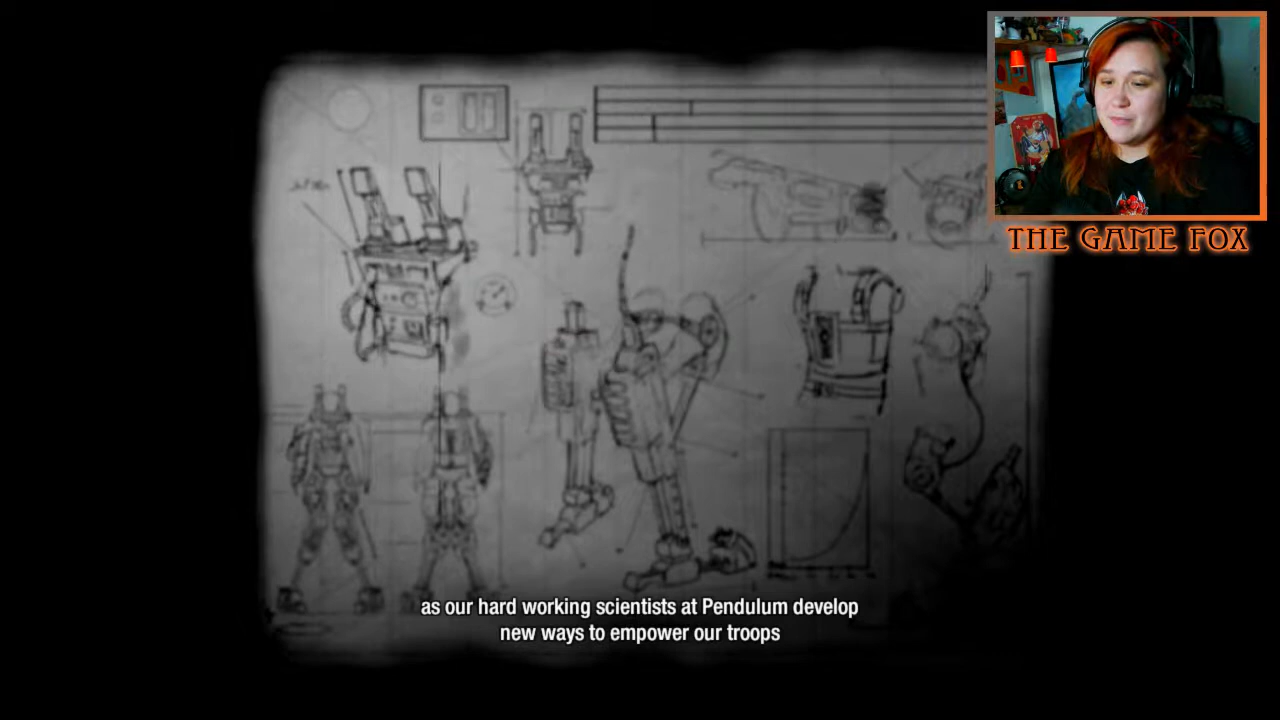 THE GAME FOX
as our hard working scientists at Pendulum develop
new ways to empower our troops